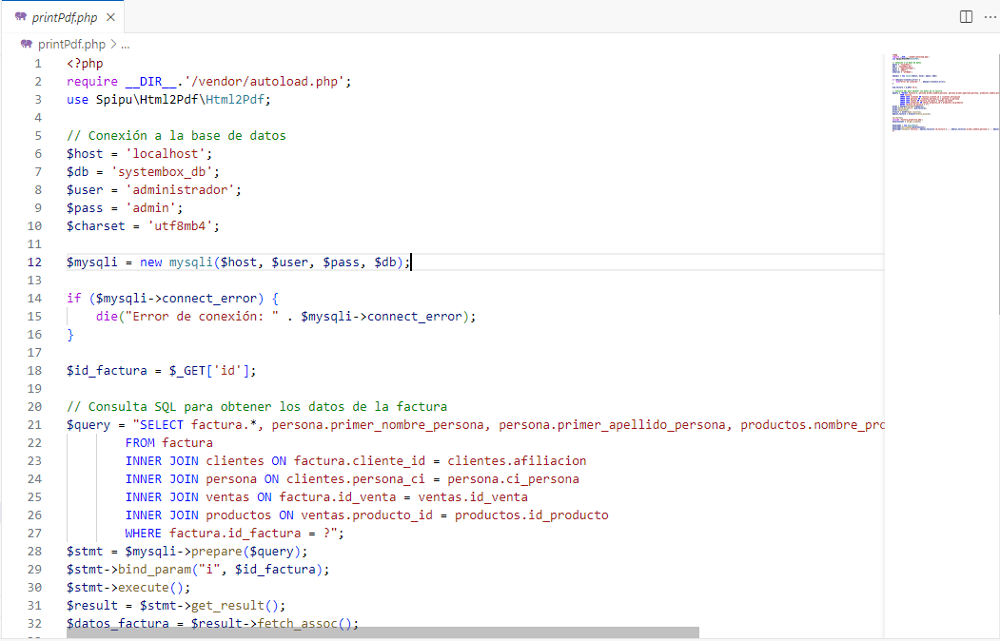 printPdf.php
printPdf.php > ...
1 <?php
2 require __DIR__.'/vendor/autoload.php';
3 use Spipu\Html2Pdf\Html2Pdf;
4
5 // Conexión a la base de datos
6 $host = 'localhost';
7 $db = 'systembox_db';
8 $user = 'administrador';
9 $pass = 'admin';
10 $charset = 'utf8mb4';
11
12 $mysqli = new mysqli($host, $user, $pass, $db);
13
14 if ($mysqli->connect_error) {
15 die("Error de conexión: " . $mysqli->connect_error);
16 }
17
18 $id_factura = $_GET['id'];
19
20 // Consulta SQL para obtener los datos de la factura
21 $query = "SELECT factura.*, persona.primer_nombre_persona, persona.primer_apellido_persona, productos.nombre_pro
22 FROM factura
23 INNER JOIN clientes ON factura.cliente_id = clientes.afiliacion
24 INNER JOIN persona ON clientes.persona_ci = persona.ci_persona
25 INNER JOIN ventas ON factura.id_venta = ventas.id_venta
26 INNER JOIN productos ON ventas.producto_id = productos.id_producto
27 WHERE factura.id_factura = ?";
28 $stmt = $mysqli->prepare($query);
29 $stmt->bind_param("i", $id_factura);
30 $stmt->execute();
31 $result = $stmt->get_result();
32 $datos_factura = $result->fetch_assoc();